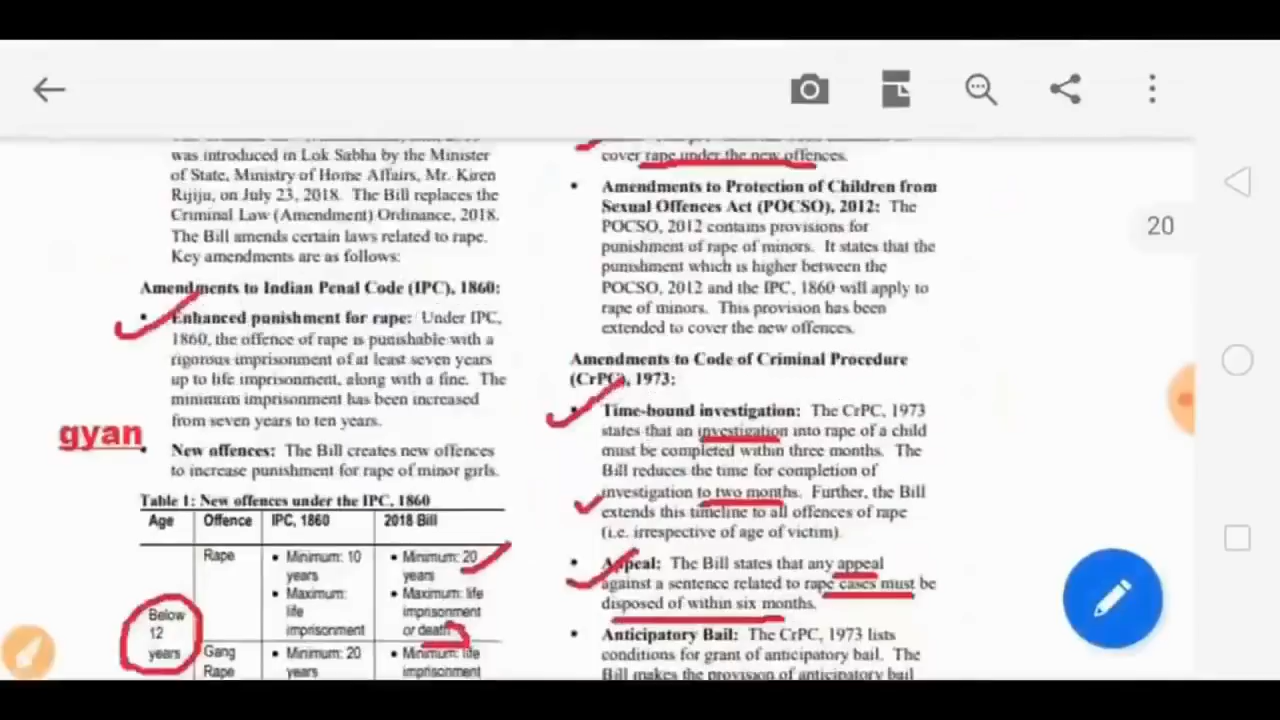 was introduced in Lok Sabha by the Minister
of State, Ministry of Home Affairs, Mr. Kiren
Rijiju, on July 23, 2018. The Bill replaces the
Criminal Law (Amendment) Ordinance, 2018.
The Bill amends certain laws related to rape.
Key amendments are as follows:
Amendments to Indian Penal Code (IPC), 1860:
• Enhanced punishment for rape: Under IPC,
1860, the offence of rape is punishable with a
rigorous imprisonment of at least seven years
up to life imprisonment, along with a fine. The
minimum imprisonment has been increased
from seven years to ten years.
gyan
• New offences: The Bill creates new offences
to increase punishment for rape of minor girls.
Table 1: New offences under the IPC, 1860
Age Offence IPC, 1860 2018 Bill
Below
12
years
Rape
• Minimum: 10
years
• Maximum:
life
imprisonment
• Minimum: 20
years
• Maximum: life
imprisonment
or death
Gang
Rape
• Minimum: 20
years
• Minimum: life
imprisonment
cover rape under the new offences.
• Amendments to Protection of Children from
Sexual Offences Act (POCSO), 2012: The
POCSO, 2012 contains provisions for
punishment of rape of minors. It states that the
punishment which is higher between the
POCSO, 2012 and the IPC, 1860 will apply to
rape of minors. This provision has been
extended to cover the new offences.
Amendments to Code of Criminal Procedure
(CrPC), 1973:
• Time-bound investigation: The CrPC, 1973
states that an investigation into rape of a child
must be completed within three months. The
Bill reduces the time for completion of
investigation to two months. Further, the Bill
extends this timeline to all offences of rape
(i.e. irrespective of age of victim).
• Appeal: The Bill states that any appeal
against a sentence related to rape cases must be
disposed of within six months.
• Anticipatory Bail: The CrPC, 1973 lists
conditions for grant of anticipatory bail. The
Bill makes the provision of anticipatory bail
20